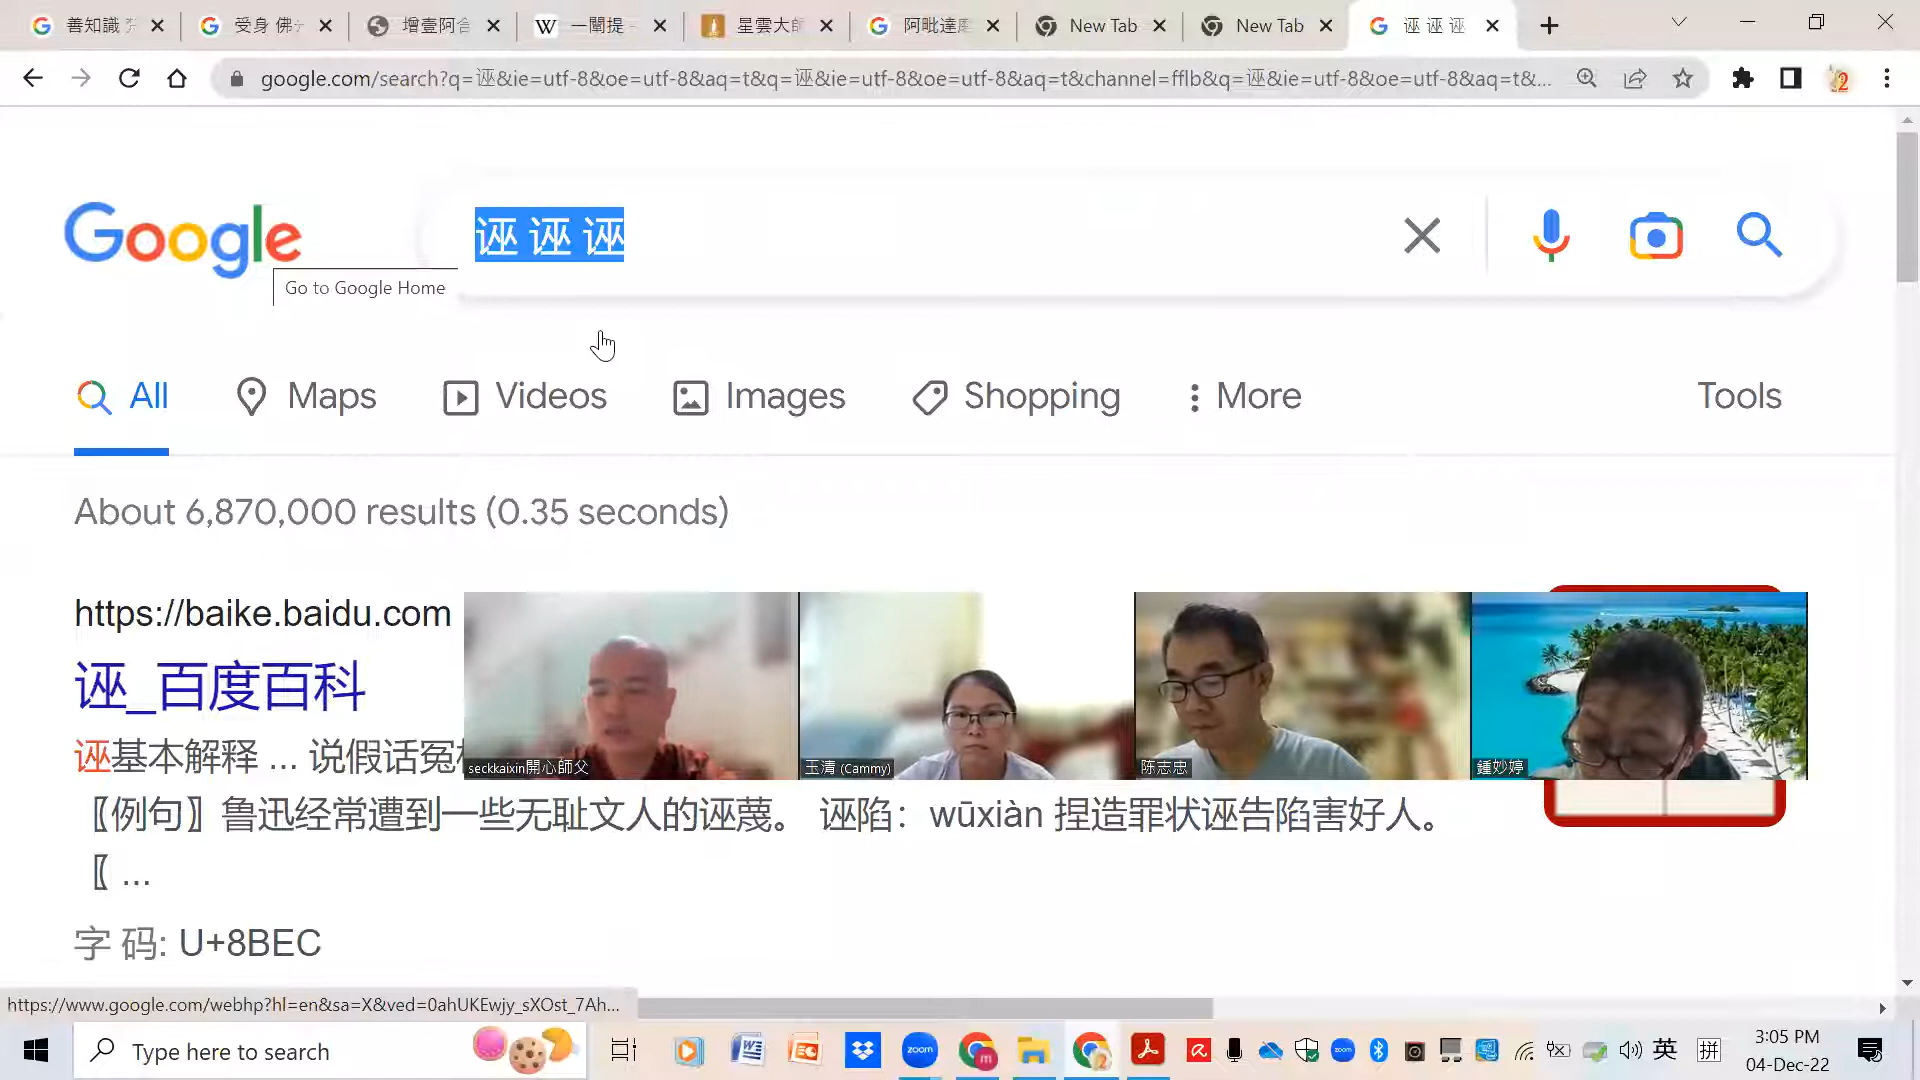 善知識
受身 佛
增壹阿含
一闡提 -
星雲大師
阿毗達磨
New Tab
New Tab
诬 诬 诬
google.com/search?q=诬&ie=utf-8&oe=utf-8&aq=t&q=诬&ie=utf-8&oe=utf-8&aq=t&channel=fflb&q=诬&ie=utf-8&oe=utf-8&aq=t&...
Google
诬 诬 诬
Go to Google Home
All
Maps
Videos
Images
Shopping
More
Tools
About 6,870,000 results (0.35 seconds)
https://baike.baidu.com
诬_百度百科
诬基本解释 ... 说假话冤
seckkaixin開心師父
玉清 (Cammy)
陈志忠
鍾妙婷
〖例句〗鲁迅经常遭到一些无耻文人的诬蔑。 诬陷：wūxiàn 捏造罪状诬告陷害好人。
〖 ...
字 码: U+8BEC
https://www.google.com/webhp?hl=en&sa=X&ved=0ahUKEwjy_sXOst_7Ah...
Type here to search
zoom
m
zoom
英
拼
3:05 PM
04-Dec-22